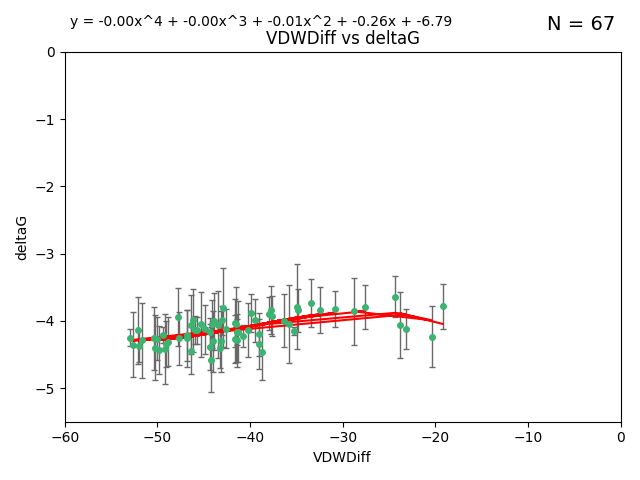 y = -0.00x^4 + -0.00x^3 + -0.01x^2 + -0.26x + -6.79
N = 67
VDWDiff vs deltaG
0
−1
−2
−3
−4
−5
deltaG
−60 −50 −40 −30 −20 −10 0
VDWDiff